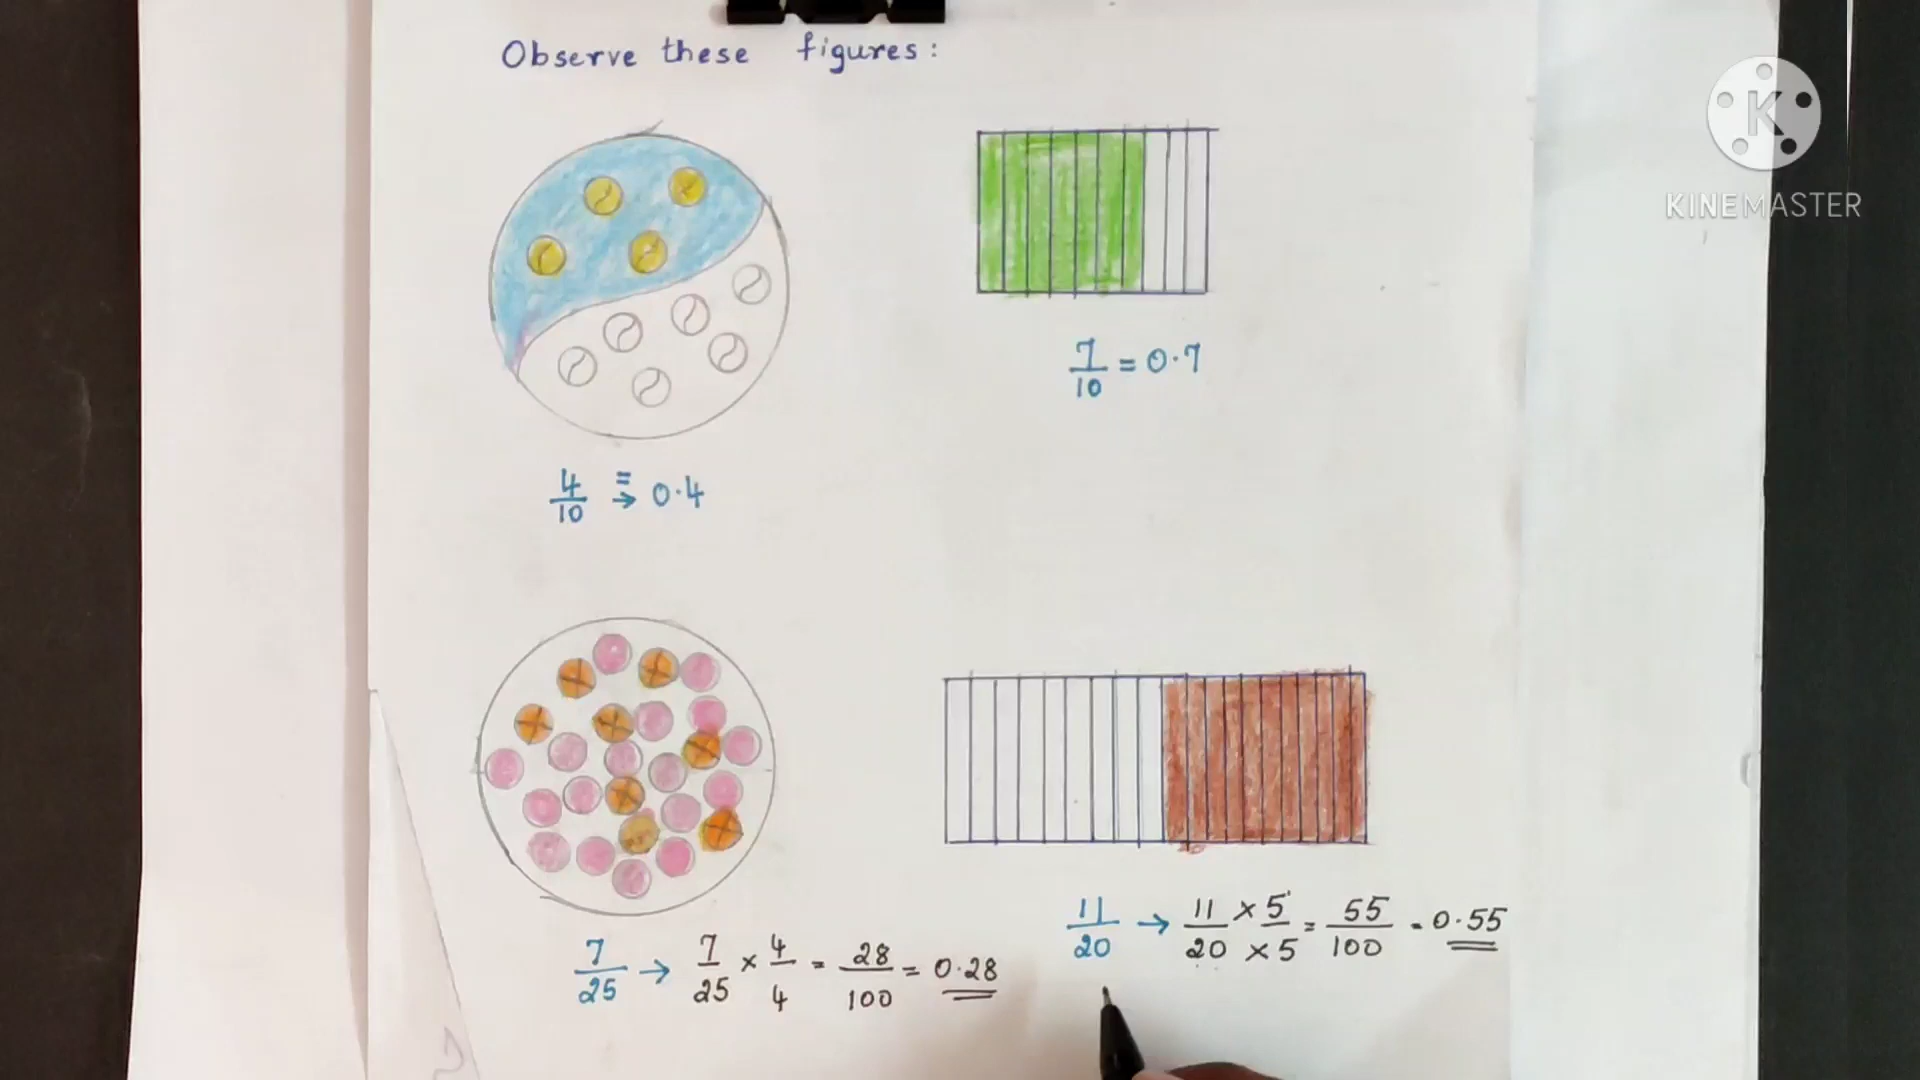 Observe these figures:
K
KINEMASTER
7/10 = 0.7
4/10 =→ 0.4
11/20 → 11/20 × 5/×5 = 55/100 = 0.55
7/25 → 7/25 × 4/4 = 28/100 = 0.28